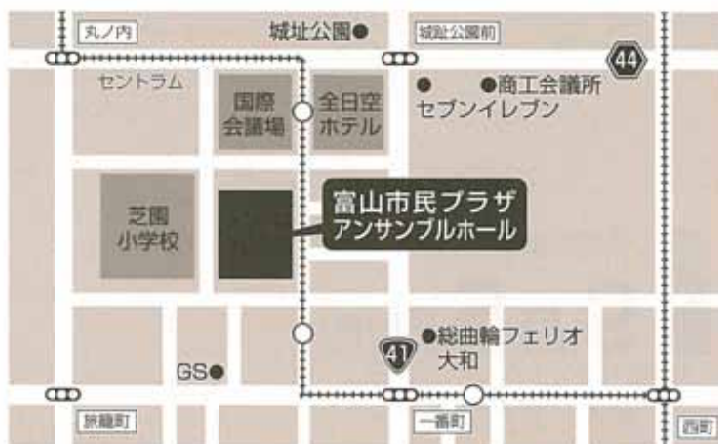 丸ノ内
城址公園
城址公園前
44
セントラム
国際
会議場
全日空
ホテル
商工会議所
セブンイレブン
芝園
小学校
富山市民プラザ
アンサンブルホール
41
総曲輪フェリオ
大和
GS
旅籠町
一番町
西町